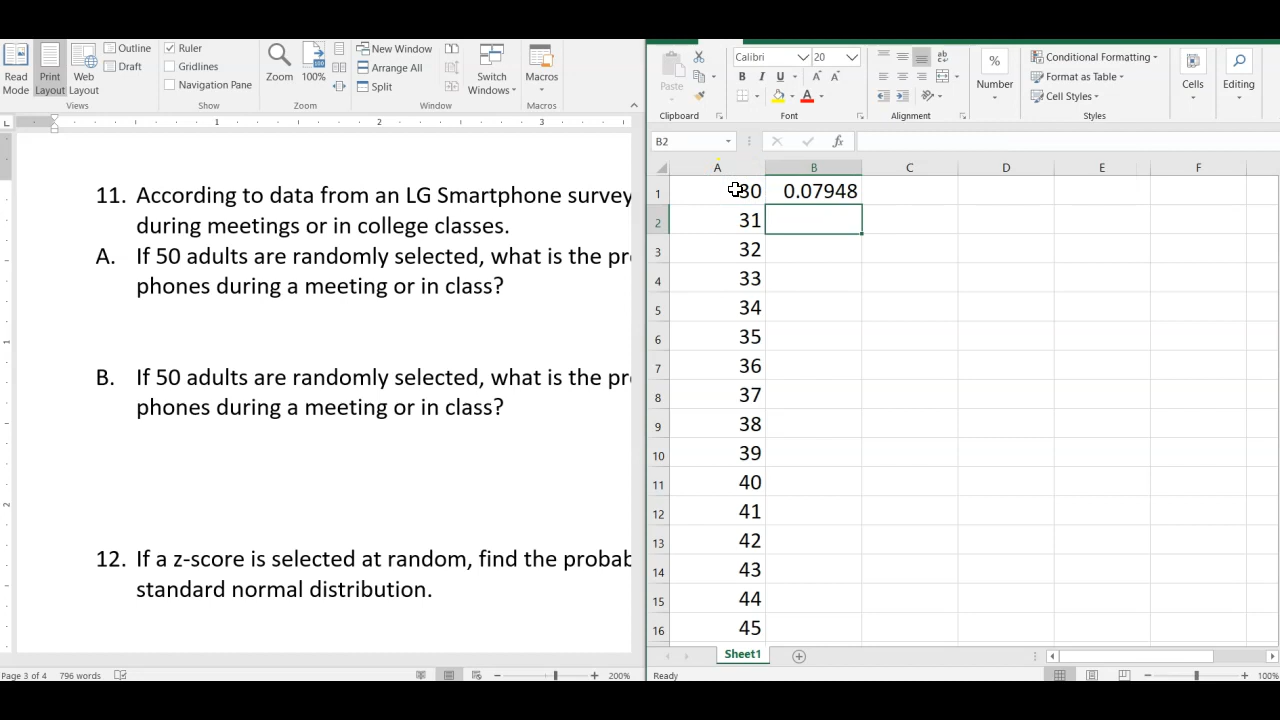 Read Mode
Print Layout
Web Layout
Outline
Draft
Views
Ruler
Gridlines
Navigation Pane
Show
Zoom
100%
Zoom
New Window
Arrange All
Split
Switch Windows
Window
Macros
Macros
1 2 3
11. According to data from an LG Smartphone survey
during meetings or in college classes.
A. If 50 adults are randomly selected, what is the pr
phones during a meeting or in class?
B. If 50 adults are randomly selected, what is the pr
phones during a meeting or in class?
12. If a z-score is selected at random, find the probab
standard normal distribution.
Page 3 of 4 796 words
200%
Paste
Clipboard
Calibri 20
B I U
A A
Font
ab
Alignment
%
Number
Conditional Formatting
Format as Table
Cell Styles
Styles
Cells
Editing
B2
fx
A B C D E F
1 30 0.07948
2 31
3 32
4 33
5 34
6 35
7 36
8 37
9 38
10 39
11 40
12 41
13 42
14 43
15 44
16 45
Sheet1
Ready
100%